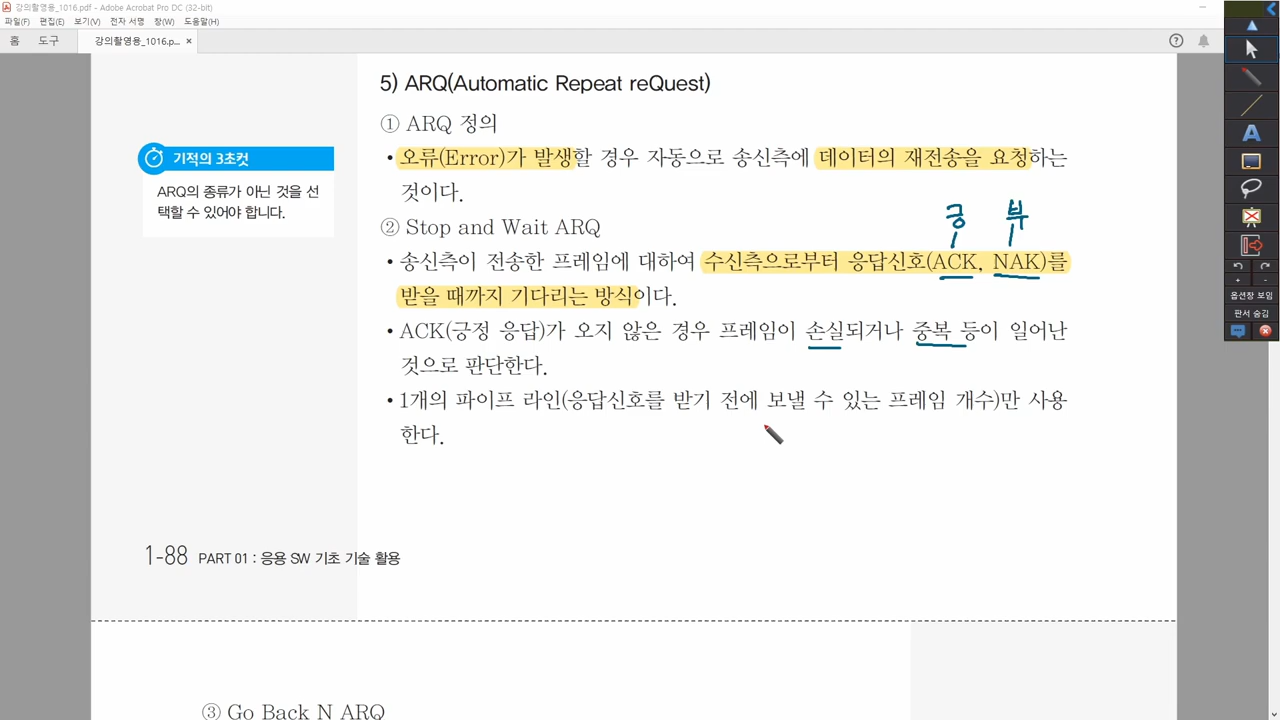 강의촬영용_1016.pdf - Adobe Acrobat Pro DC (32-bit)
파일(F) 편집(E) 보기(V) 전자 서명 창(W) 도움말(H)
홈 도구 강의촬영용_1016.p... ×
5) ARQ(Automatic Repeat reQuest)
① ARQ 정의
• 오류(Error)가 발생할 경우 자동으로 송신측에 데이터의 재전송을 요청하는
것이다.
기적의 3초컷
ARQ의 종류가 아닌 것을 선
택할 수 있어야 합니다.
긍 부
② Stop and Wait ARQ
• 송신측이 전송한 프레임에 대하여 수신측으로부터 응답신호(ACK, NAK)를
받을 때까지 기다리는 방식이다.
• ACK(긍정 응답)가 오지 않은 경우 프레임이 손실되거나 중복 등이 일어난
것으로 판단한다.
• 1개의 파이프 라인(응답신호를 받기 전에 보낼 수 있는 프레임 개수)만 사용
한다.
1-88 PART 01 : 응용 SW 기초 기술 활용
③ Go Back N ARQ
A
옵션장 보임
판서 숨김